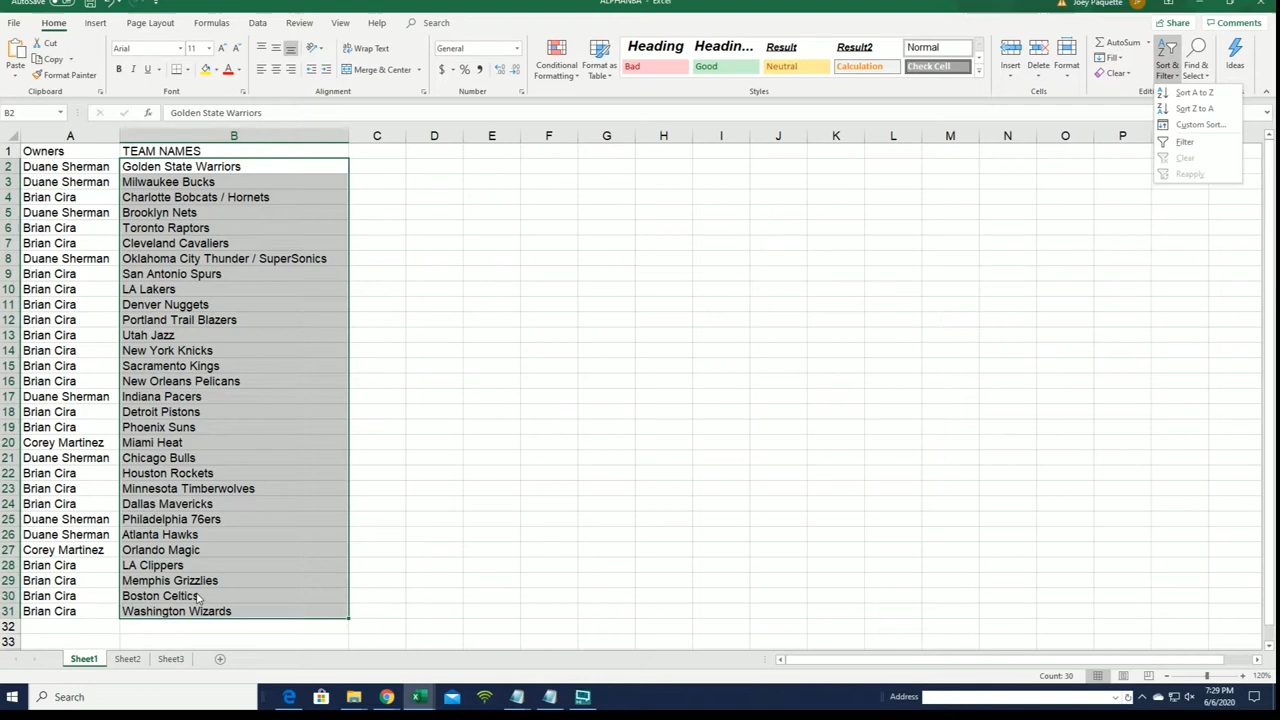 AutoSave Off
ALPHANBA - Excel
Joey Paquette
JP
File Home Insert Page Layout Formulas Data Review View Help Search
Share Comments
Paste
Cut
Copy
Format Painter
Clipboard
Arial 11
B I U
Font
Wrap Text
Merge & Center
Alignment
General
Number
Conditional Formatting
Format as Table
Heading Headin... Result Result2 Normal
Bad Good Neutral Calculation Check Cell
Styles
Insert Delete Format
Cells
AutoSum
Fill
Clear
Sort & Filter
Find & Select
Ideas
Sort A to Z
Sort Z to A
Custom Sort...
Filter
Clear
Reapply
B2 fx Golden State Warriors
A B C D E F G H I J K L M N O P
1 Owners TEAM NAMES
2 Duane Sherman Golden State Warriors
3 Duane Sherman Milwaukee Bucks
4 Brian Cira Charlotte Bobcats / Hornets
5 Duane Sherman Brooklyn Nets
6 Brian Cira Toronto Raptors
7 Brian Cira Cleveland Cavaliers
8 Duane Sherman Oklahoma City Thunder / SuperSonics
9 Brian Cira San Antonio Spurs
10 Brian Cira LA Lakers
11 Brian Cira Denver Nuggets
12 Brian Cira Portland Trail Blazers
13 Brian Cira Utah Jazz
14 Brian Cira New York Knicks
15 Brian Cira Sacramento Kings
16 Brian Cira New Orleans Pelicans
17 Duane Sherman Indiana Pacers
18 Brian Cira Detroit Pistons
19 Brian Cira Phoenix Suns
20 Corey Martinez Miami Heat
21 Duane Sherman Chicago Bulls
22 Brian Cira Houston Rockets
23 Brian Cira Minnesota Timberwolves
24 Brian Cira Dallas Mavericks
25 Duane Sherman Philadelphia 76ers
26 Duane Sherman Atlanta Hawks
27 Corey Martinez Orlando Magic
28 Brian Cira LA Clippers
29 Brian Cira Memphis Grizzlies
30 Brian Cira Boston Celtics
31 Brian Cira Washington Wizards
32
33
Sheet1 Sheet2 Sheet3
Count: 30 120%
Search
Address
7:29 PM
6/6/2020